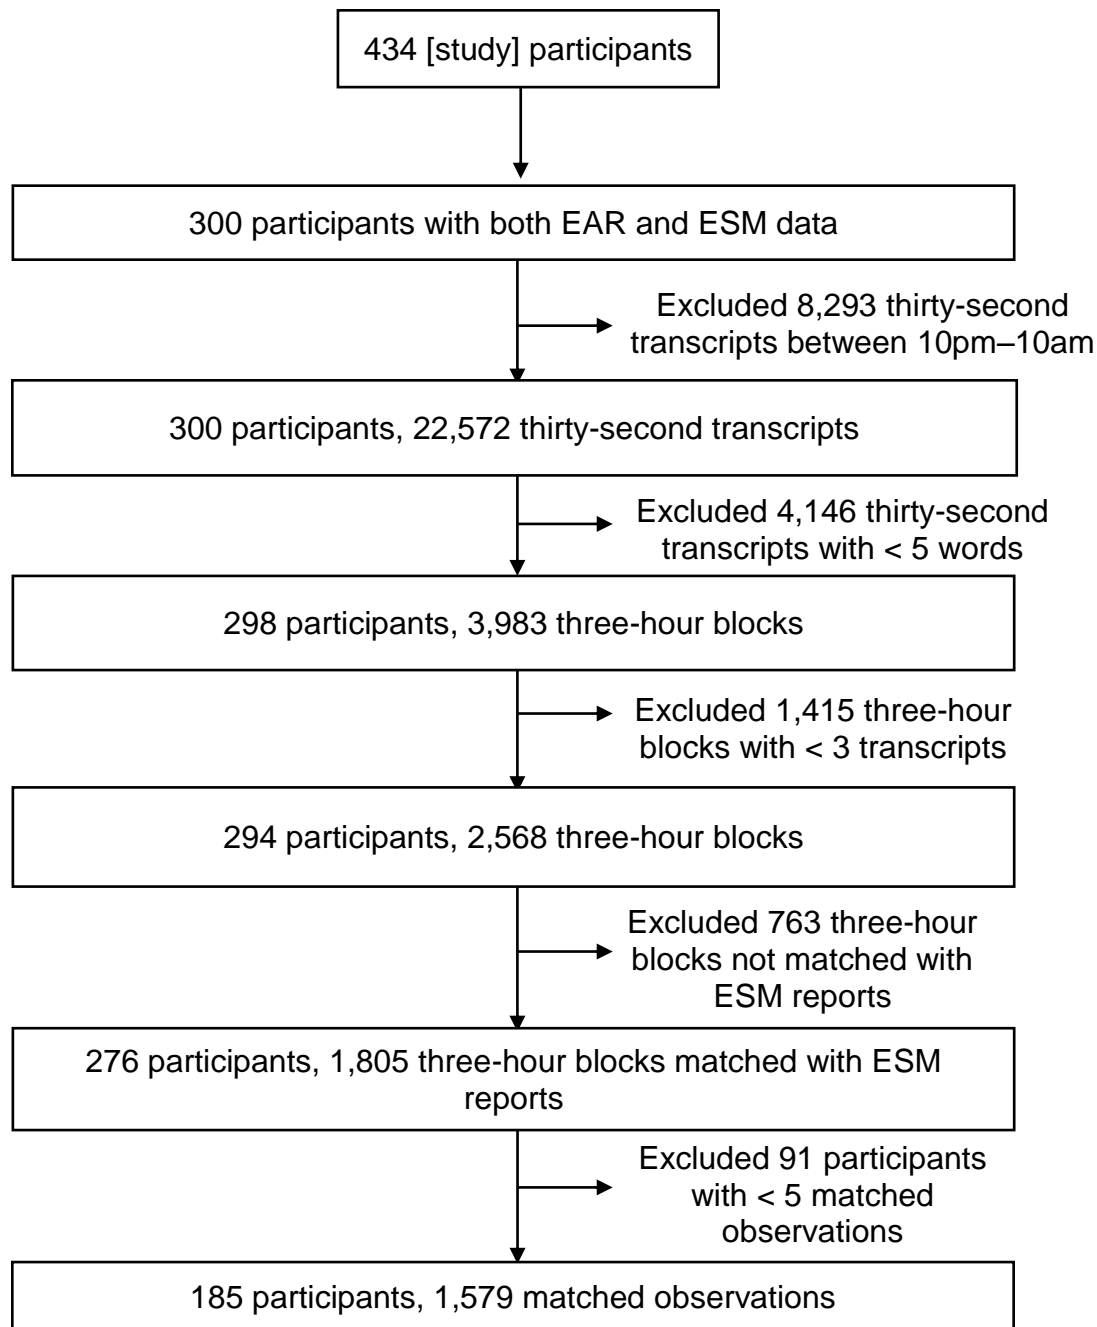 434 [study] participants
300 participants with both EAR and ESM data
Excluded 8,293 thirty-second
transcripts between 10pm–10am
300 participants, 22,572 thirty-second transcripts
Excluded 4,146 thirty-second
transcripts with < 5 words
298 participants, 3,983 three-hour blocks
Excluded 1,415 three-hour
blocks with < 3 transcripts
294 participants, 2,568 three-hour blocks
Excluded 763 three-hour
blocks not matched with
ESM reports
276 participants, 1,805 three-hour blocks matched with ESM
reports
Excluded 91 participants
with < 5 matched
observations
185 participants, 1,579 matched observations